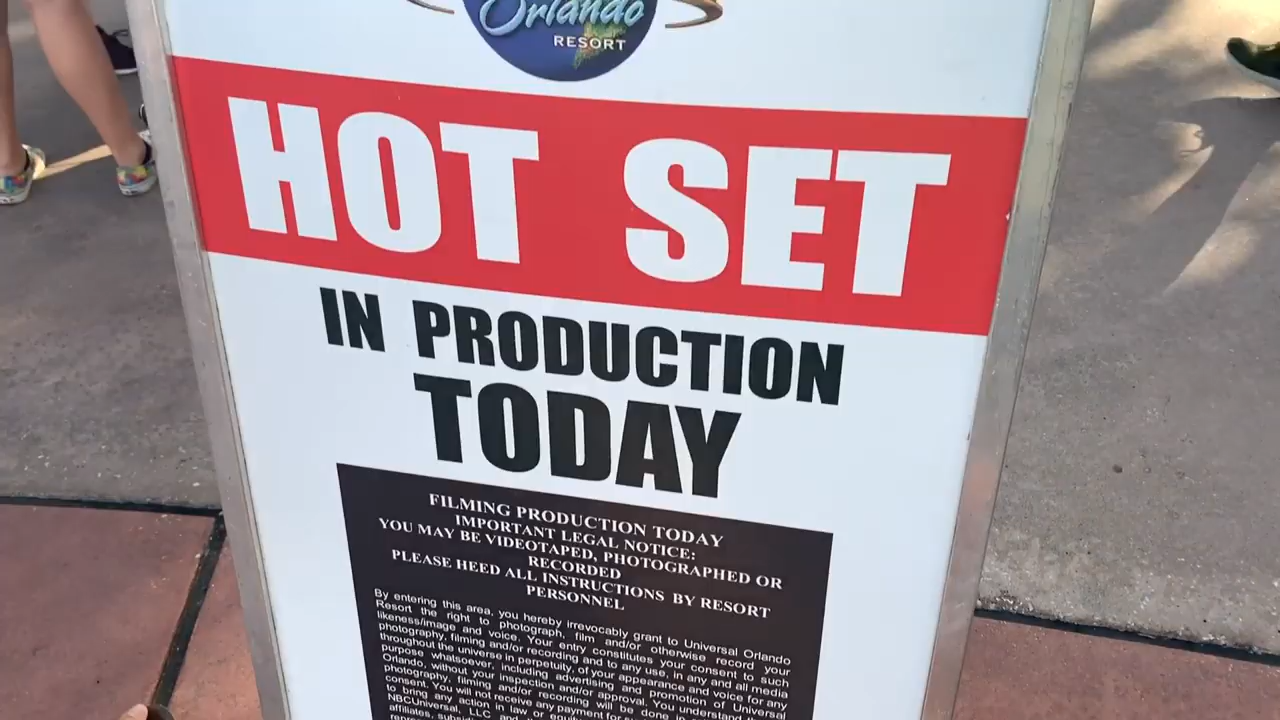 Orlando
RESORT
HOT SET
IN PRODUCTION
TODAY
FILMING PRODUCTION TODAY
IMPORTANT LEGAL NOTICE:
YOU MAY BE VIDEOTAPED, PHOTOGRAPHED OR
RECORDED
PLEASE HEED ALL INSTRUCTIONS BY RESORT
PERSONNEL
By entering this area, you hereby irrevocably grant to Universal Orlando
Resort the right to photograph, film and/or otherwise record your
likeness/image and voice. Your entry constitutes your consent to such
photography, filming and/or recording and to any use, in any and all media
throughout the universe in perpetuity, of your appearance and voice for any
purpose whatsoever, including advertising and promotion of Universal
Orlando, without your inspection and/or approval. You understand
photography, filming and/or recording will be done in
consent. You will not receive any payment for
to bring any action in law or
NBCUniversal, LLC and
affiliates,